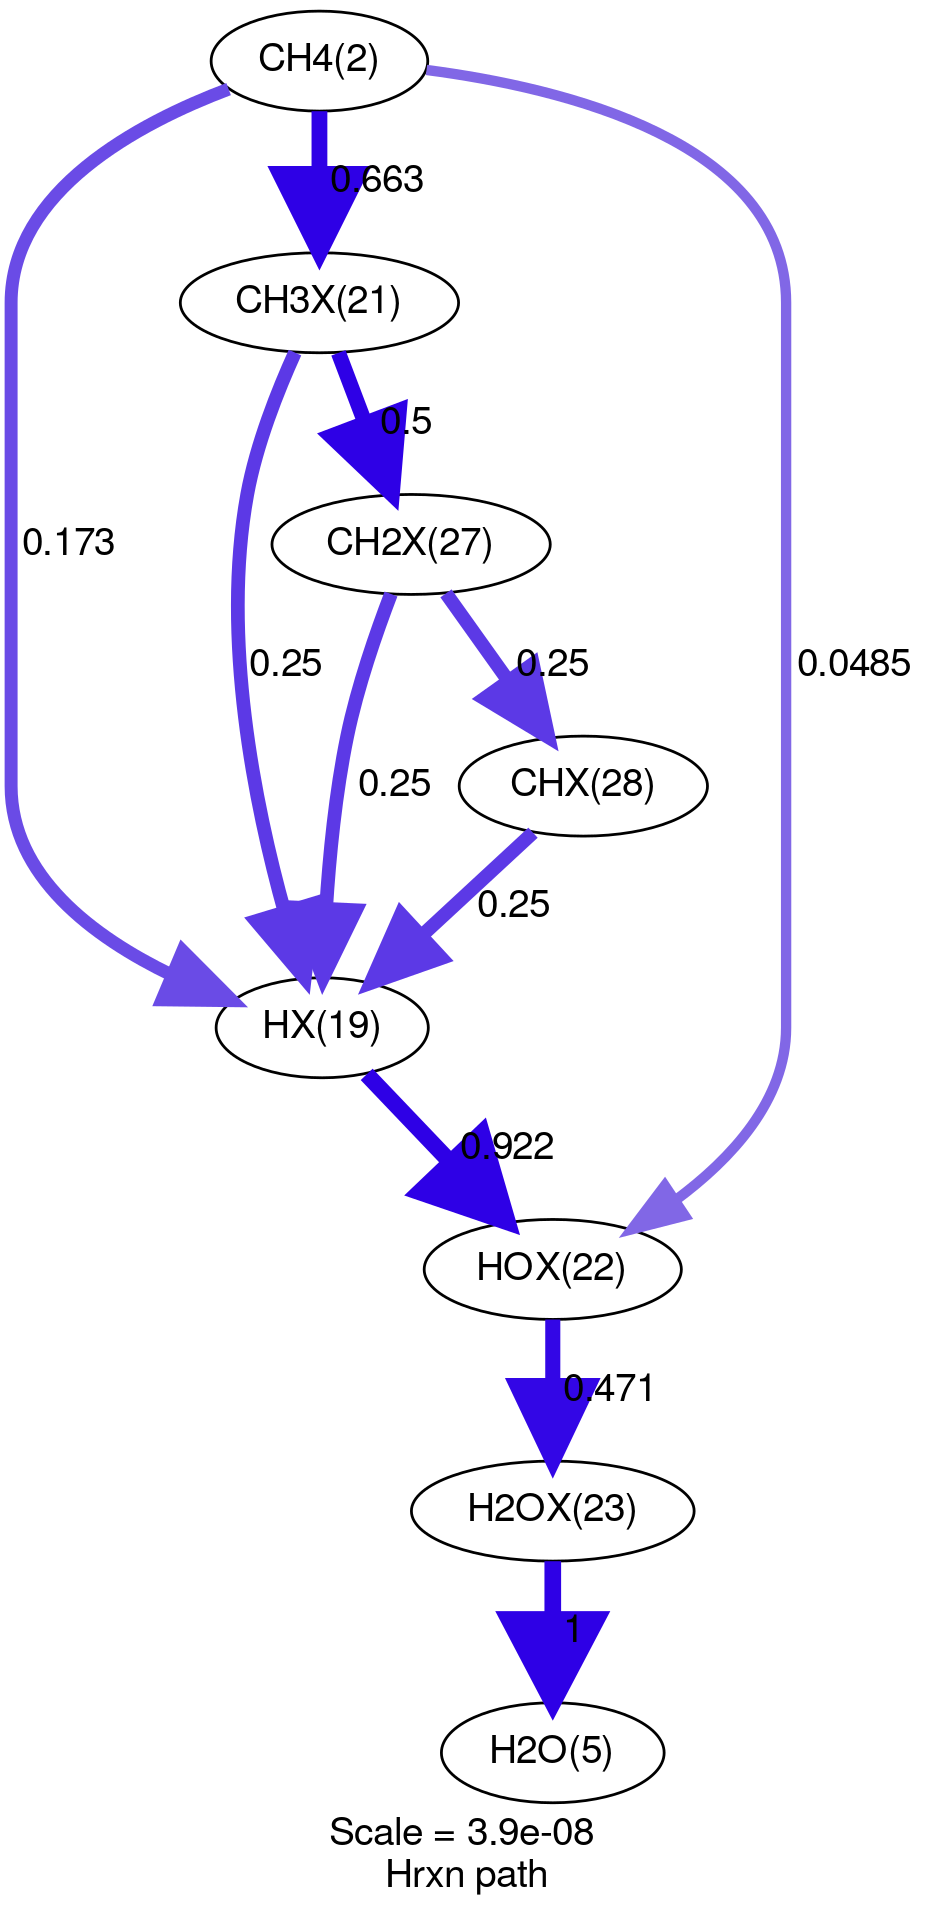 CH4(2)
0.663
CH3X(21)
0.5
0.173
CH2X(27)
0.25
0.25
0.0485
0.25
CHX(28)
0.25
HX(19)
0.922
HOX(22)
0.471
H2OX(23)
1
H2O(5)
Scale = 3.9e-08
Hrxn path